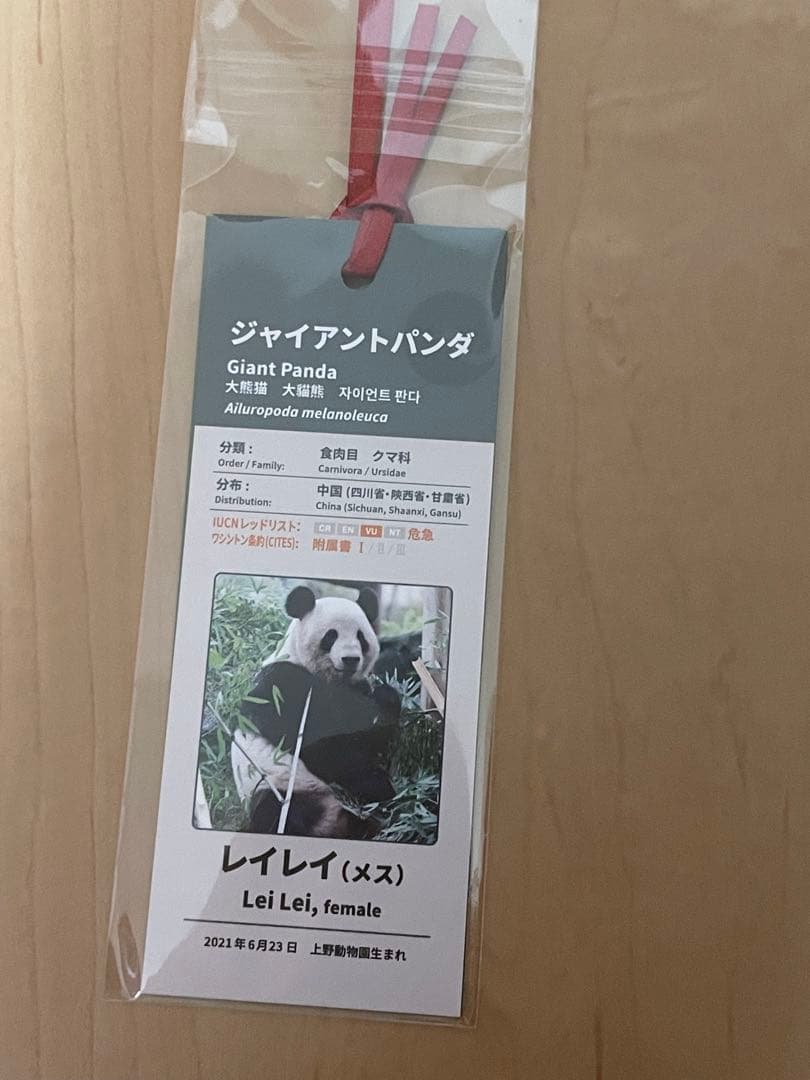 ジャイアントパンダ
Giant Panda
大熊猫　大貓熊　자이언트 판다
Ailuropoda melanoleuca
分類：　食肉目　クマ科
Order / Family:　Carnivora / Ursidae
分布：　中国（四川省・陝西省・甘粛省）
Distribution:　China (Sichuan, Shaanxi, Gansu)
IUCNレッドリスト：　CR EN VU NT 危急
ワシントン条約(CITES)：　附属書 Ⅰ/Ⅱ/Ⅲ
レイレイ（メス）
Lei Lei, female
2021年6月23日　上野動物園生まれ